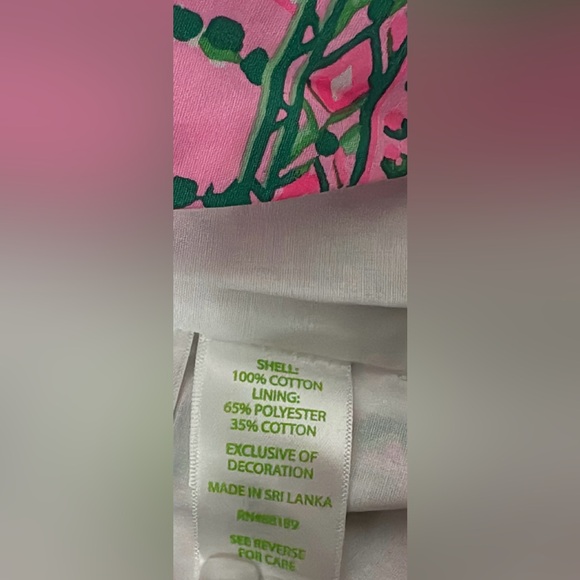 SHELL:
100% COTTON
LINING:
65% POLYESTER
35% COTTON
EXCLUSIVE OF
DECORATION
MADE IN SRI LANKA
SEE REVERSE
FOR CARE